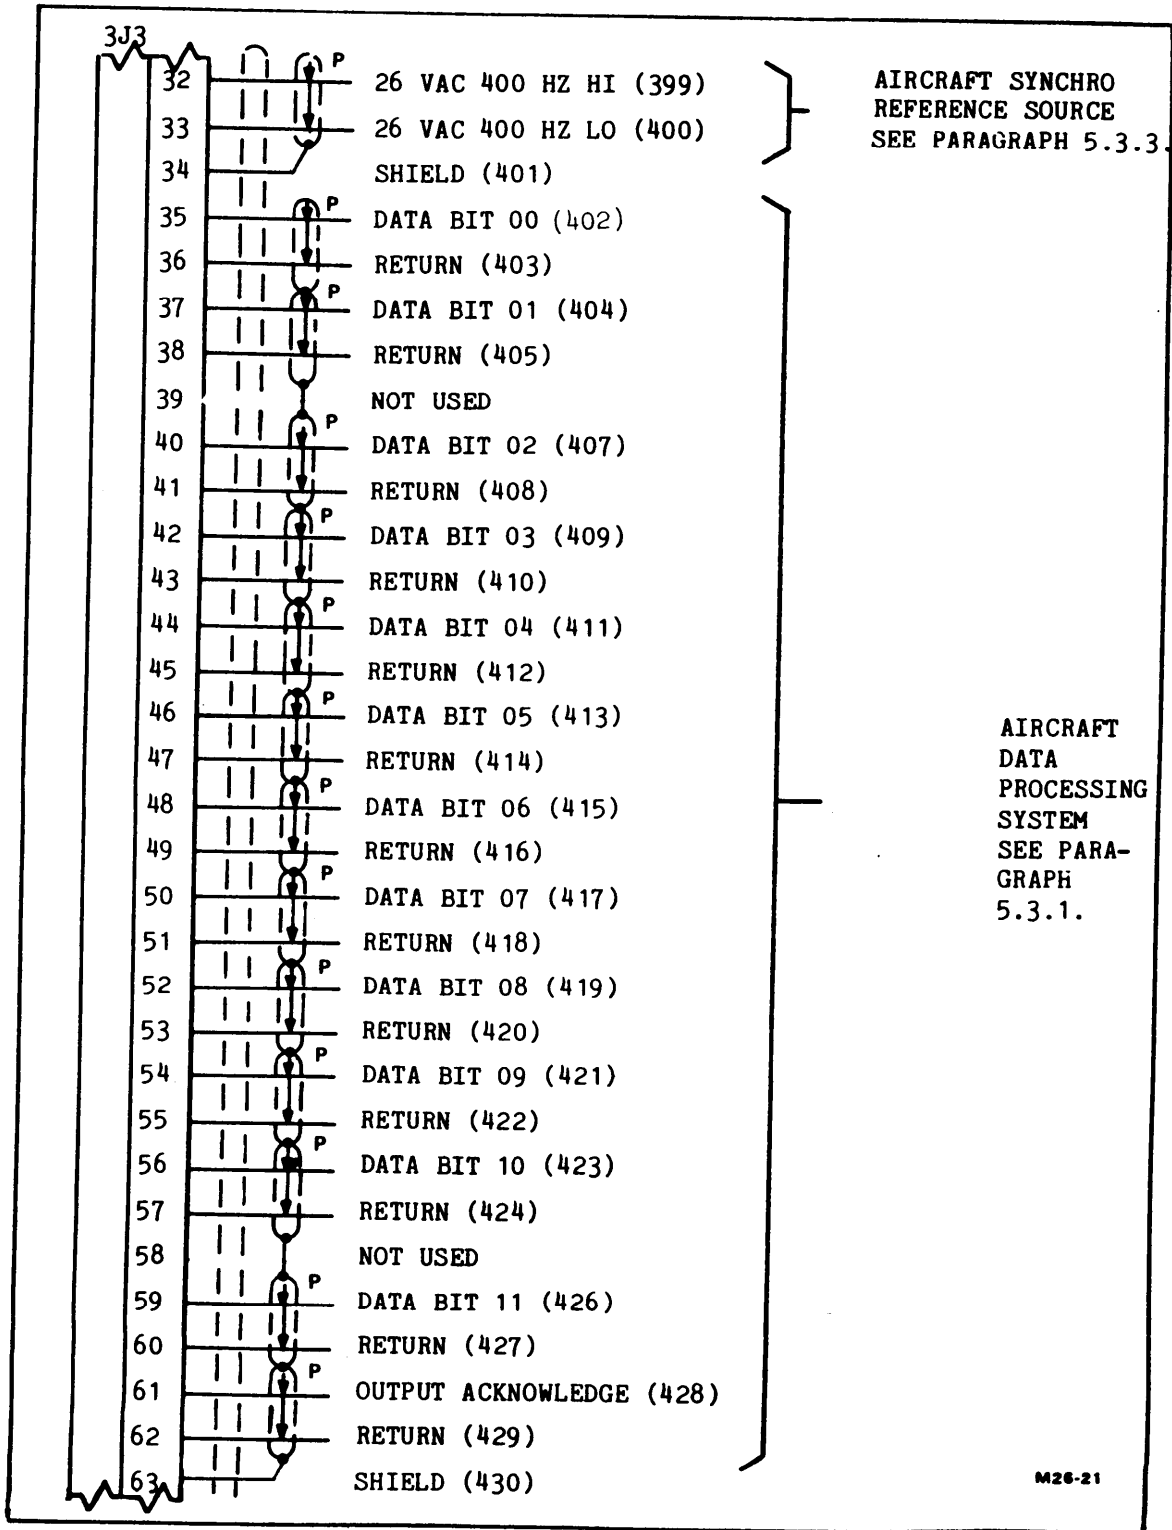 3J3
P
32 26 VAC 400 HZ HI (399)
33 26 VAC 400 HZ LO (400)
34 SHIELD (401)
AIRCRAFT SYNCHRO
REFERENCE SOURCE
SEE PARAGRAPH 5.3.3.
P
35 DATA BIT 00 (402)
36 RETURN (403)
P
37 DATA BIT 01 (404)
38 RETURN (405)
39 NOT USED
P
40 DATA BIT 02 (407)
41 RETURN (408)
P
42 DATA BIT 03 (409)
43 RETURN (410)
P
44 DATA BIT 04 (411)
45 RETURN (412)
P
46 DATA BIT 05 (413)
47 RETURN (414)
P
48 DATA BIT 06 (415)
49 RETURN (416)
P
50 DATA BIT 07 (417)
51 RETURN (418)
P
52 DATA BIT 08 (419)
53 RETURN (420)
P
54 DATA BIT 09 (421)
55 RETURN (422)
P
56 DATA BIT 10 (423)
57 RETURN (424)
58 NOT USED
P
59 DATA BIT 11 (426)
60 RETURN (427)
P
61 OUTPUT ACKNOWLEDGE (428)
62 RETURN (429)
63 SHIELD (430)
AIRCRAFT
DATA
PROCESSING
SYSTEM
SEE PARA-
GRAPH
5.3.1.
M26-21